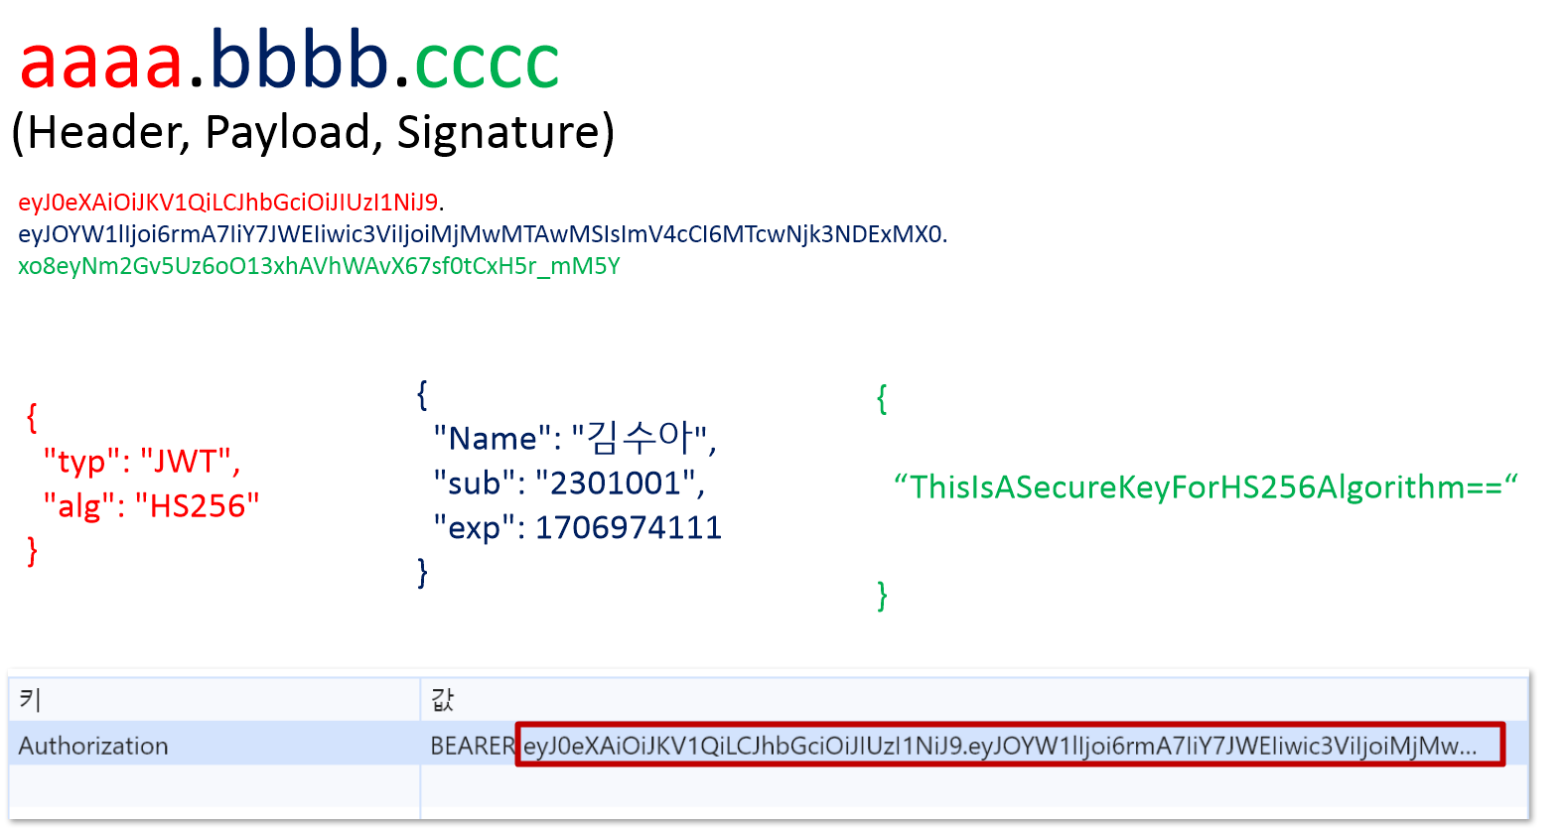 aaaa.bbbb.cccc
(Header, Payload, Signature)
eyJ0eXAiOiJKV1QiLCJhbGciOiJIUzI1NiJ9.
eyJOYW1lIjoi6rmA7IiY7JWEIiwic3ViIjoiMjMwMTAwMSIsImV4cCI6MTcwNjk3NDExMX0.
xo8eyNm2Gv5Uz6oO13xhAVhWAvX67sf0tCxH5r_mM5Y
{
"typ": "JWT",
"alg": "HS256"
}
{
"Name": "김수아",
"sub": "2301001",
"exp": 1706974111
}
{
“ThisIsASecureKeyForHS256Algorithm==“
}
키 값
Authorization BEARER eyJ0eXAiOiJKV1QiLCJhbGciOiJIUzI1NiJ9.eyJOYW1lIjoi6rmA7IiY7JWEIiwic3ViIjoiMjMw...